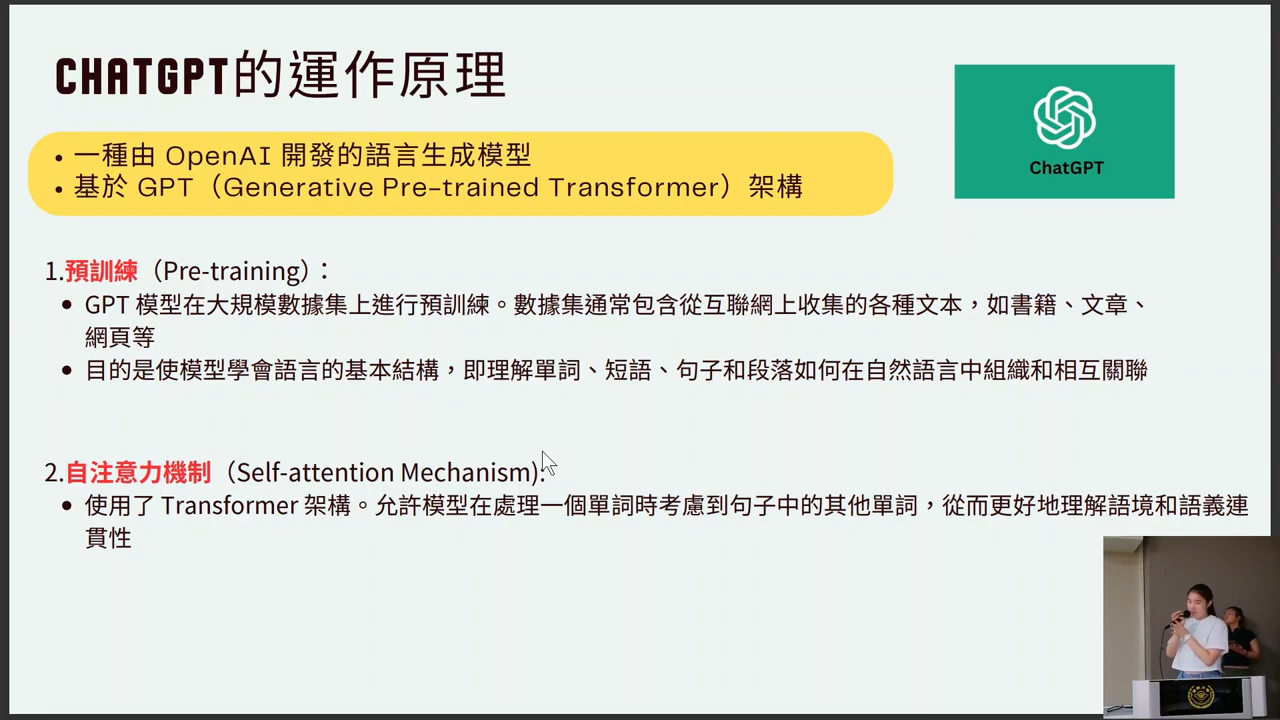 CHATGPT的運作原理
• 一種由 OpenAI 開發的語言生成模型
• 基於 GPT（Generative Pre-trained Transformer）架構
ChatGPT
1.預訓練（Pre-training）：
• GPT 模型在大規模數據集上進行預訓練。數據集通常包含從互聯網上收集的各種文本，如書籍、文章、
網頁等
• 目的是使模型學會語言的基本結構，即理解單詞、短語、句子和段落如何在自然語言中組織和相互關聯
2.自注意力機制（Self-attention Mechanism):
• 使用了 Transformer 架構。允許模型在處理一個單詞時考慮到句子中的其他單詞，從而更好地理解語境和語義連
貫性